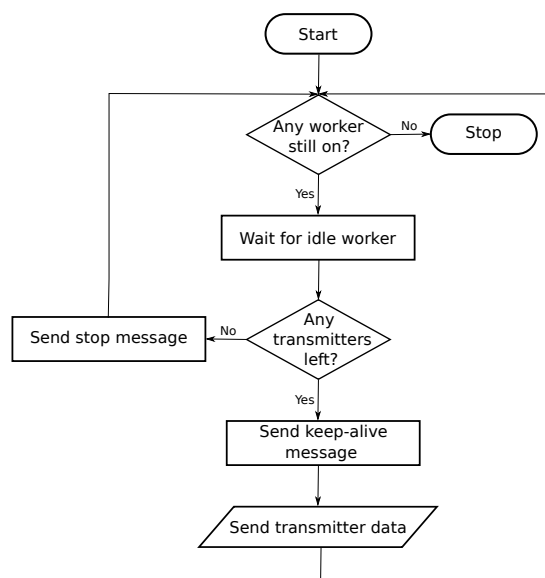 Start
Any worker
still on?
No
Stop
Yes
Wait for idle worker
Any
transmitters
left?
No
Send stop message
Yes
Send keep-alive
message
Send transmitter data